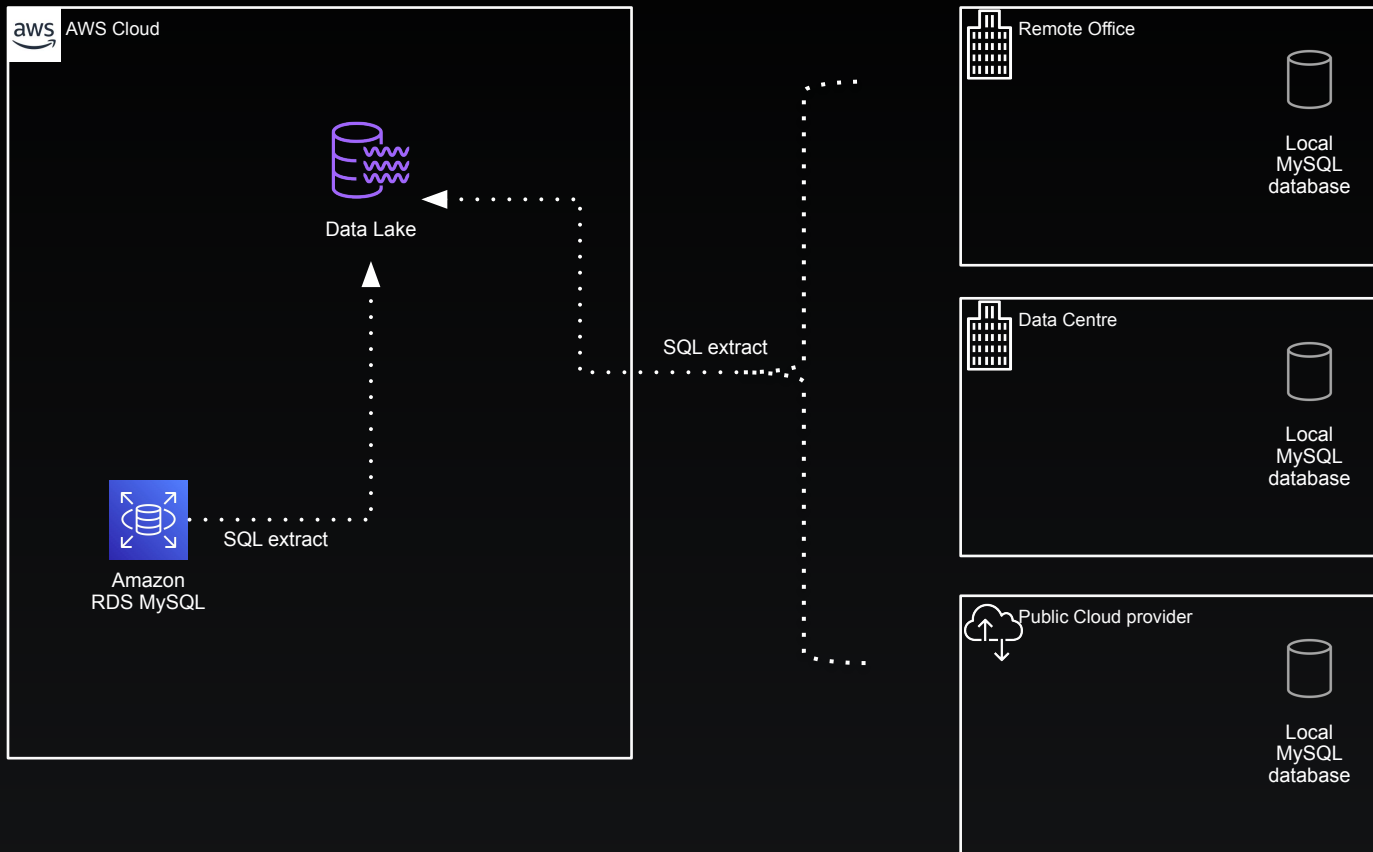 aws
AWS Cloud
Data Lake
SQL extract
Amazon
RDS MySQL
SQL extract
Remote Office
Local
MySQL
database
Data Centre
Local
MySQL
database
Public Cloud provider
Local
MySQL
database